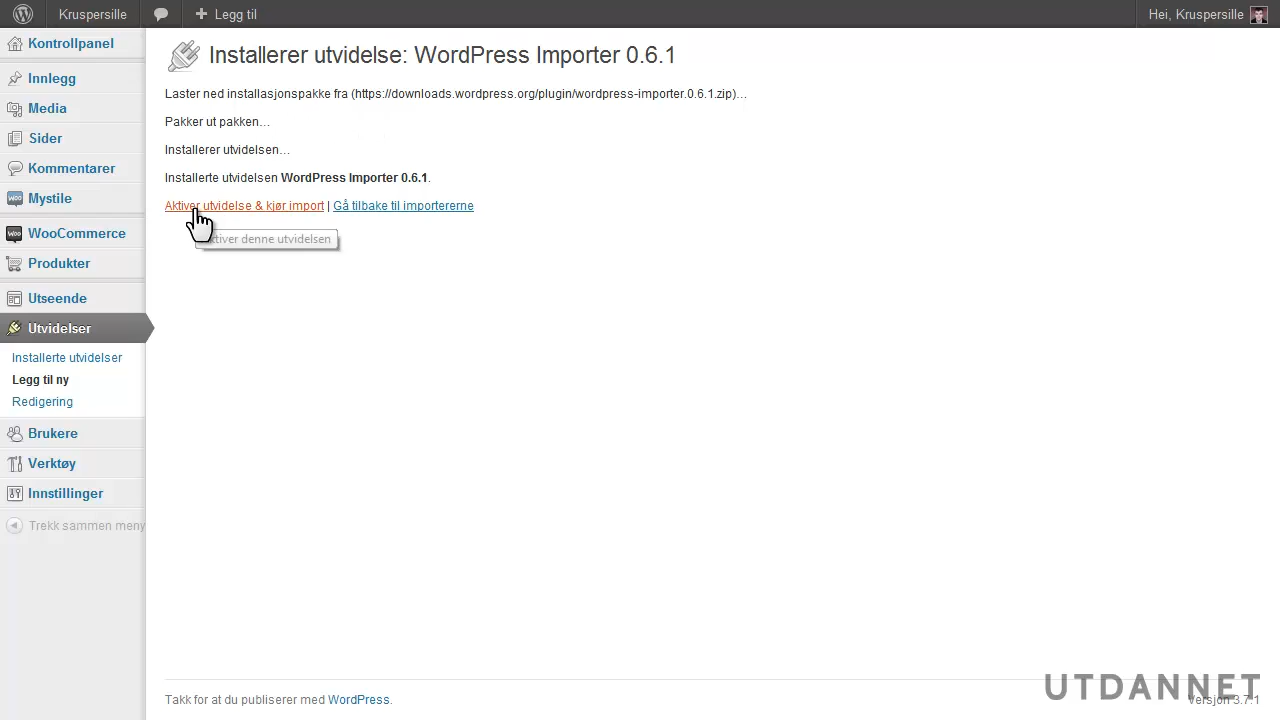 Kruspersille
Legg til
Hei, Kruspersille
Kontrollpanel
Innlegg
Media
Sider
Kommentarer
Mystile
WooCommerce
Produkter
Utseende
Utvidelser
Installerte utvidelser
Legg til ny
Redigering
Brukere
Verktøy
Innstillinger
Trekk sammen meny
Installerer utvidelse: WordPress Importer 0.6.1
Laster ned installasjonspakke fra (https://downloads.wordpress.org/plugin/wordpress-importer.0.6.1.zip)…
Pakker ut pakken…
Installerer utvidelsen…
Installerte utvidelsen WordPress Importer 0.6.1.
Aktiver utvidelse & kjør import | Gå tilbake til importererne
denne utvidelsen
Takk for at du publiserer med WordPress.
UTDANNET
Versjon 3.7.1